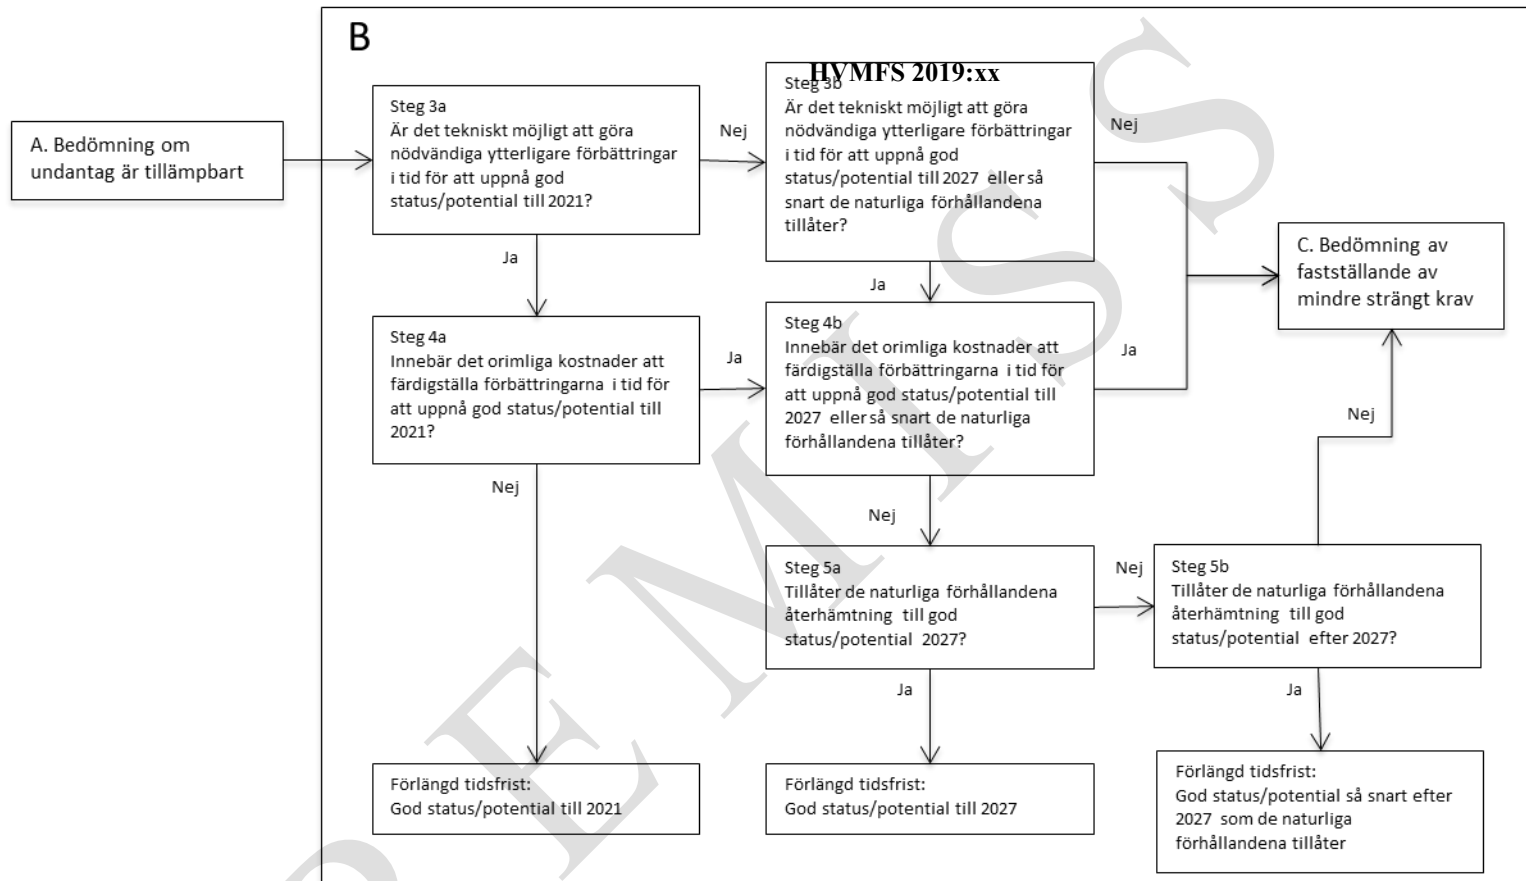 B
HVMFS 2019:xx
A. Bedömning om
undantag är tillämpbart
Steg 3a
Är det tekniskt möjligt att göra
nödvändiga ytterligare förbättringar
i tid för att uppnå god
status/potential till 2021?
Nej
Ja
Steg 3b
Är det tekniskt möjligt att göra
nödvändiga ytterligare förbättringar
i tid för att uppnå god
status/potential till 2027 eller så
snart de naturliga förhållandena
tillåter?
Nej
Ja
C. Bedömning av
fastställande av
mindre strängt krav
Steg 4a
Innebär det orimliga kostnader att
färdigställa förbättringarna i tid för
att uppnå god status/potential till
2021?
Ja
Nej
Steg 4b
Innebär det orimliga kostnader att
färdigställa förbättringarna i tid för
att uppnå god status/potential till
2027 eller så snart de naturliga
förhållandena tillåter?
Ja
Nej
Nej
Steg 5a
Tillåter de naturliga förhållandena
återhämtning till god
status/potential 2027?
Nej
Ja
Steg 5b
Tillåter de naturliga förhållandena
återhämtning till god
status/potential efter 2027?
Ja
Förlängd tidsfrist:
God status/potential till 2021
Förlängd tidsfrist:
God status/potential till 2027
Förlängd tidsfrist:
God status/potential så snart efter
2027 som de naturliga
förhållandena tillåter
REMISS